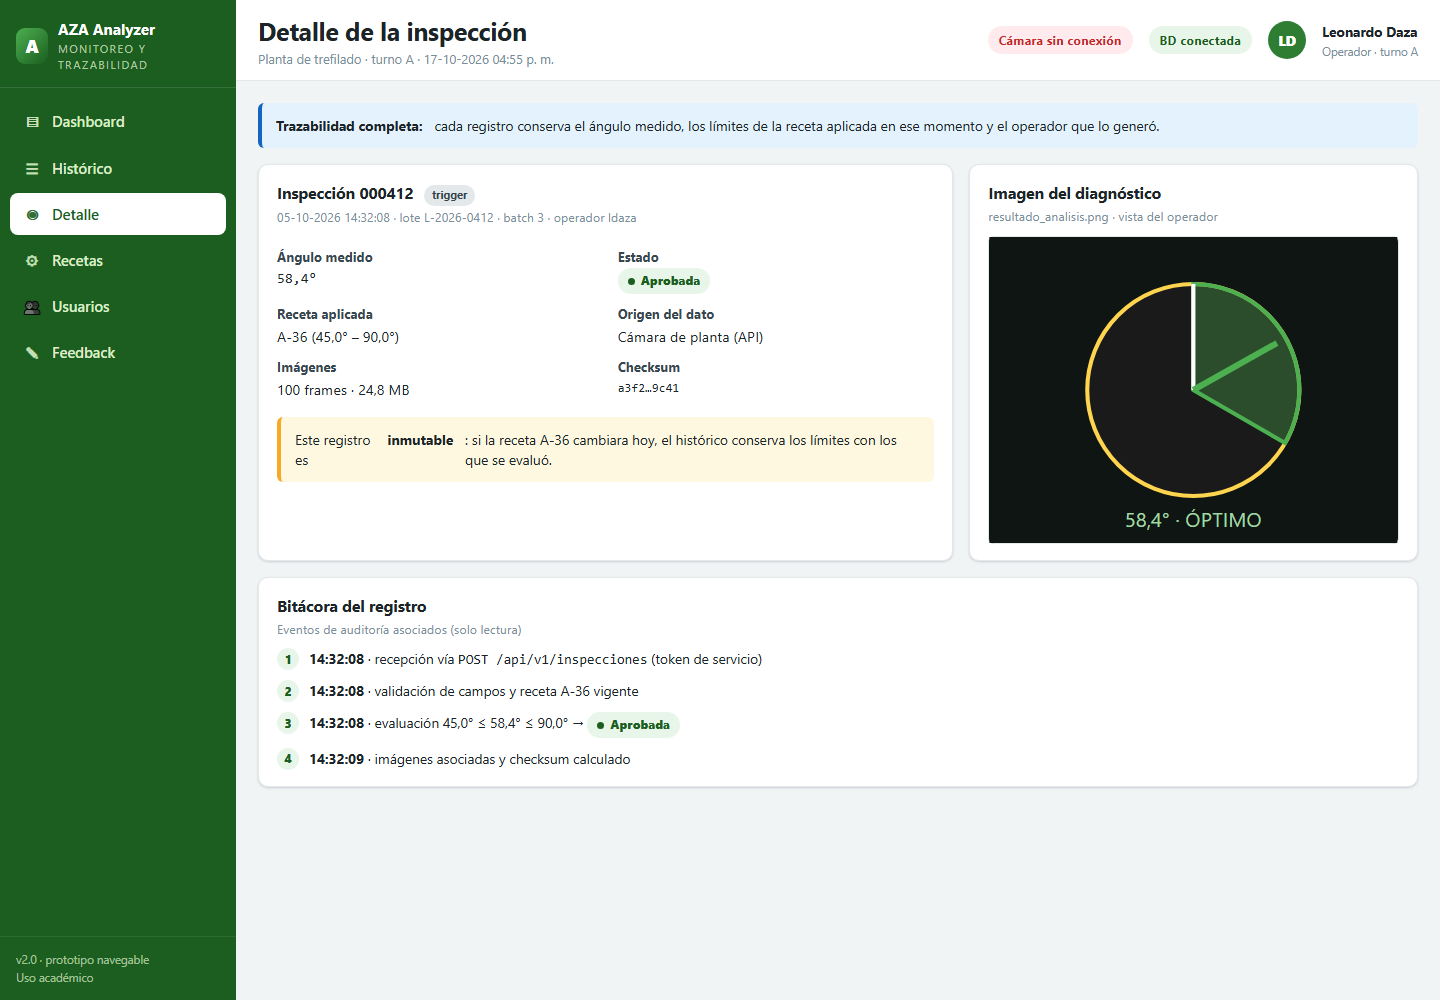 A
AZA Analyzer
MONITOREO Y
TRAZABILIDAD
Dashboard
Histórico
Detalle
Recetas
Usuarios
Feedback
v2.0 · prototipo navegable
Uso académico
Detalle de la inspección
Planta de trefilado · turno A · 17-10-2026 04:55 p. m.
Cámara sin conexión
BD conectada
LD
Leonardo Daza
Operador · turno A
Trazabilidad completa: cada registro conserva el ángulo medido, los límites de la receta aplicada en ese momento y el operador que lo generó.
Inspección 000412 trigger
05-10-2026 14:32:08 · lote L-2026-0412 · batch 3 · operador ldaza
Ángulo medido
58,4°
Estado
Aprobada
Receta aplicada
A-36 (45,0° – 90,0°)
Origen del dato
Cámara de planta (API)
Imágenes
100 frames · 24,8 MB
Checksum
a3f2…9c41
Este registro es
inmutable
: si la receta A-36 cambiara hoy, el histórico conserva los límites con los
que se evaluó.
Imagen del diagnóstico
resultado_analisis.png · vista del operador
58,4° · ÓPTIMO
Bitácora del registro
Eventos de auditoría asociados (solo lectura)
1 14:32:08 · recepción vía POST /api/v1/inspecciones (token de servicio)
2 14:32:08 · validación de campos y receta A-36 vigente
3 14:32:08 · evaluación 45,0° ≤ 58,4° ≤ 90,0° → Aprobada
4 14:32:09 · imágenes asociadas y checksum calculado